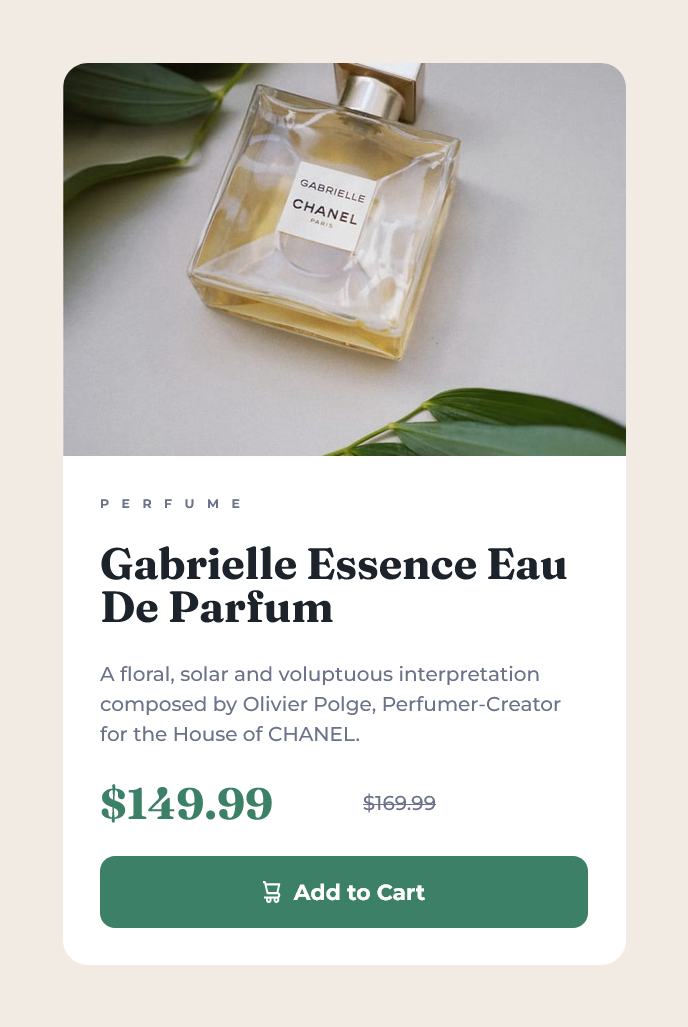 GABRIELLE
CHANEL
PARIS
PERFUME
Gabrielle Essence Eau
De Parfum
A floral, solar and voluptuous interpretation
composed by Olivier Polge, Perfumer-Creator
for the House of CHANEL.
$149.99 $169.99
Add to Cart